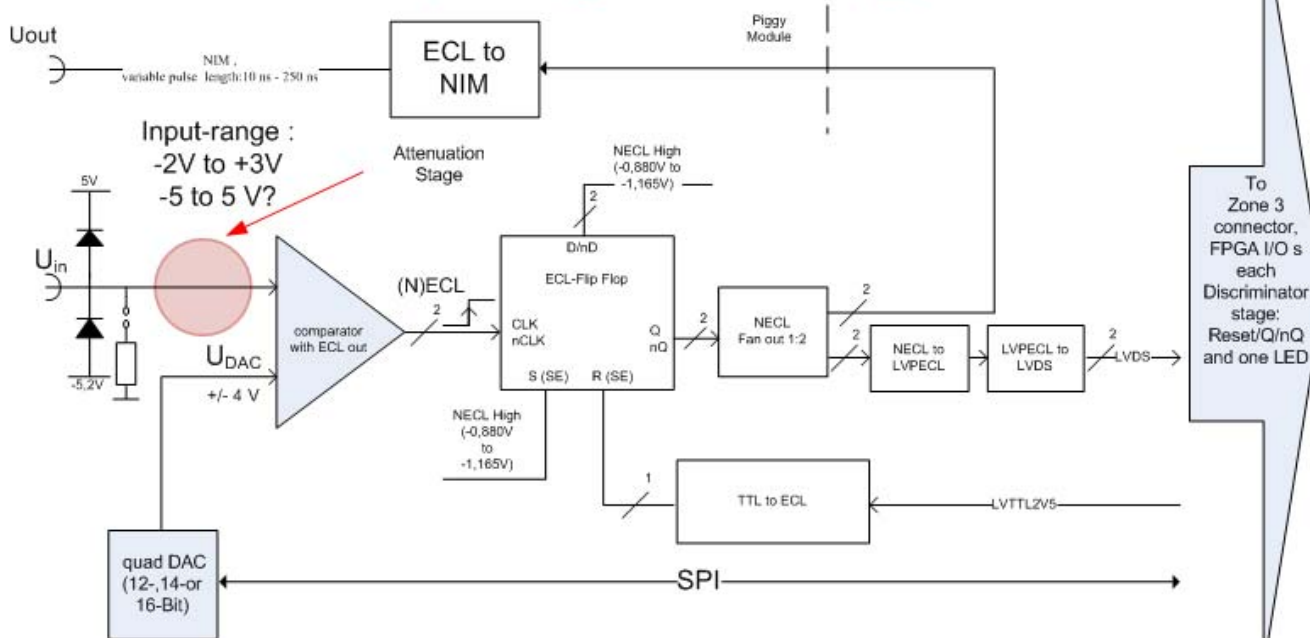 Piggy
Module
Uout
NIM ,
variable pulse length:10 ns - 250 ns
ECL to
NIM
Input-range :
-2V to +3V
-5 to 5 V?
Attenuation
Stage
NECL High
(-0,880V to
-1,165V)
2
5V
U_in
-5,2V
U_DAC
+/- 4 V
comparator
with ECL out
(N)ECL
2
D/nD
ECL-Flip Flop
CLK
nCLK
Q
nQ
S (SE)
R (SE)
2
NECL
Fan out 1:2
2
2
NECL to
LVPECL
LVPECL to
LVDS
2
LVDS
To
Zone 3
connector,
FPGA I/O s
each
Discriminator
stage:
Reset/Q/nQ
and one LED
NECL High
(-0,880V
to
-1,165V)
1
TTL to ECL
LVTTL2V5
quad DAC
(12-,14-or
16-Bit)
SPI